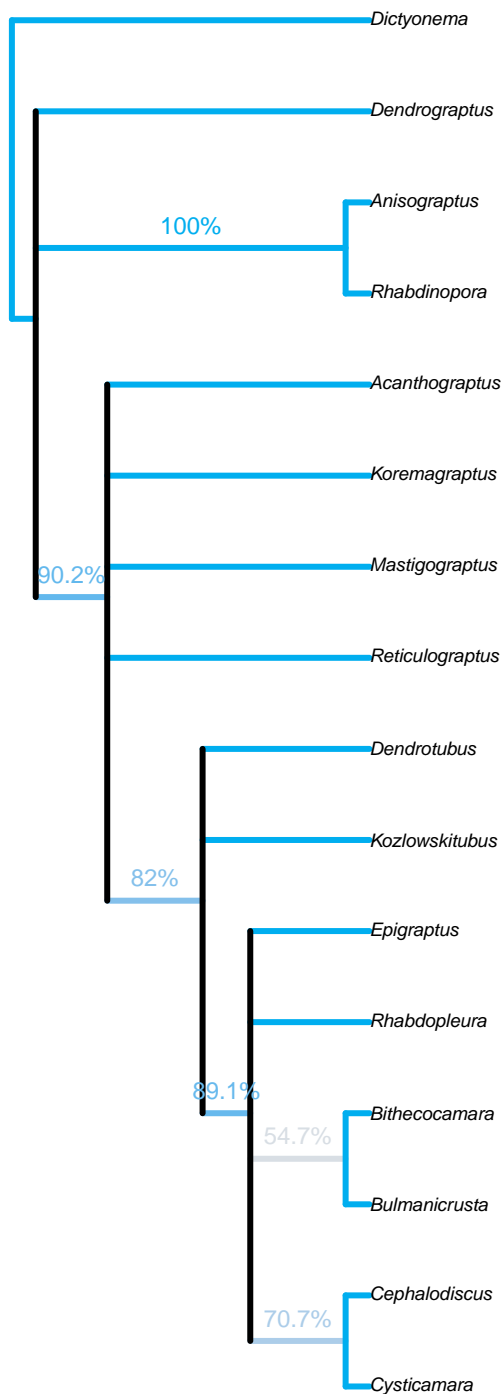 Dictyonema
Dendrograptus
Anisograptus
100%
Rhabdinopora
Acanthograptus
Koremagraptus
Mastigograptus
90.2%
Reticulograptus
Dendrotubus
Kozlowskitubus
82%
Epigraptus
Rhabdopleura
89.1%
Bithecocamara
54.7%
Bulmanicrusta
Cephalodiscus
70.7%
Cysticamara